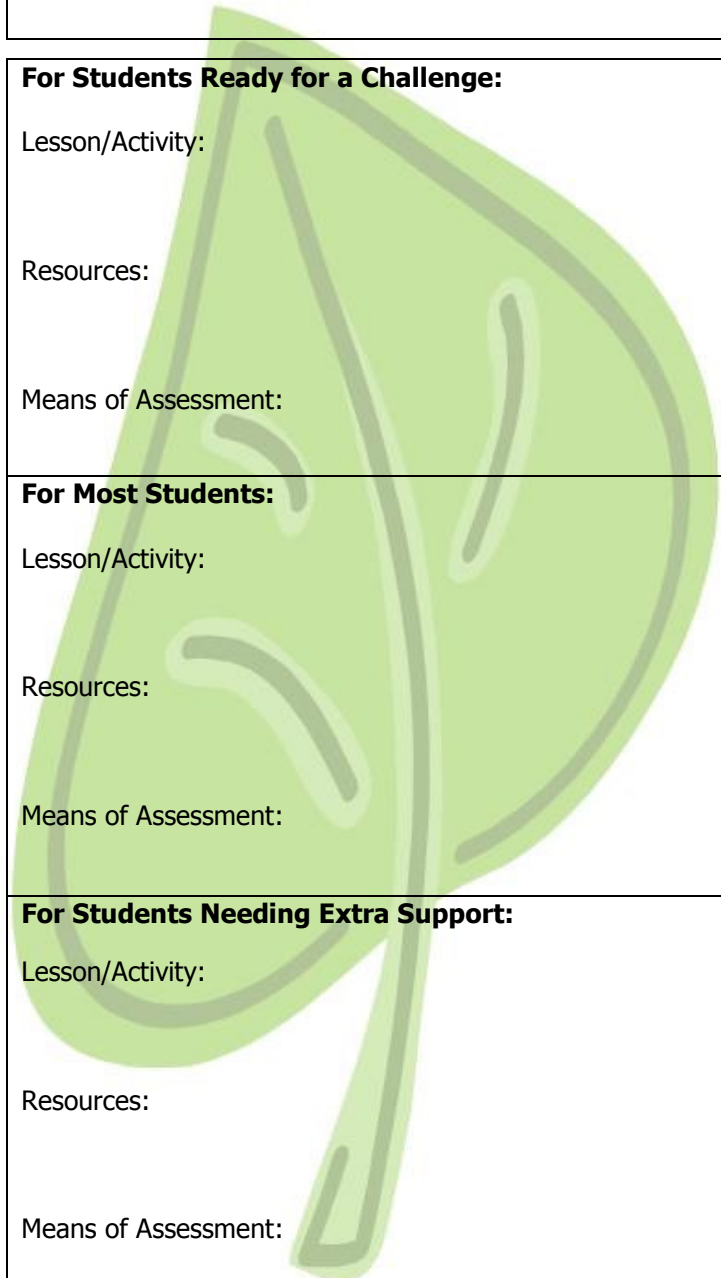 For Students Ready for a Challenge:
Lesson/Activity:
Resources:
Means of Assessment:
For Most Students:
Lesson/Activity:
Resources:
Means of Assessment:
For Students Needing Extra Support:
Lesson/Activity:
Resources:
Means of Assessment: